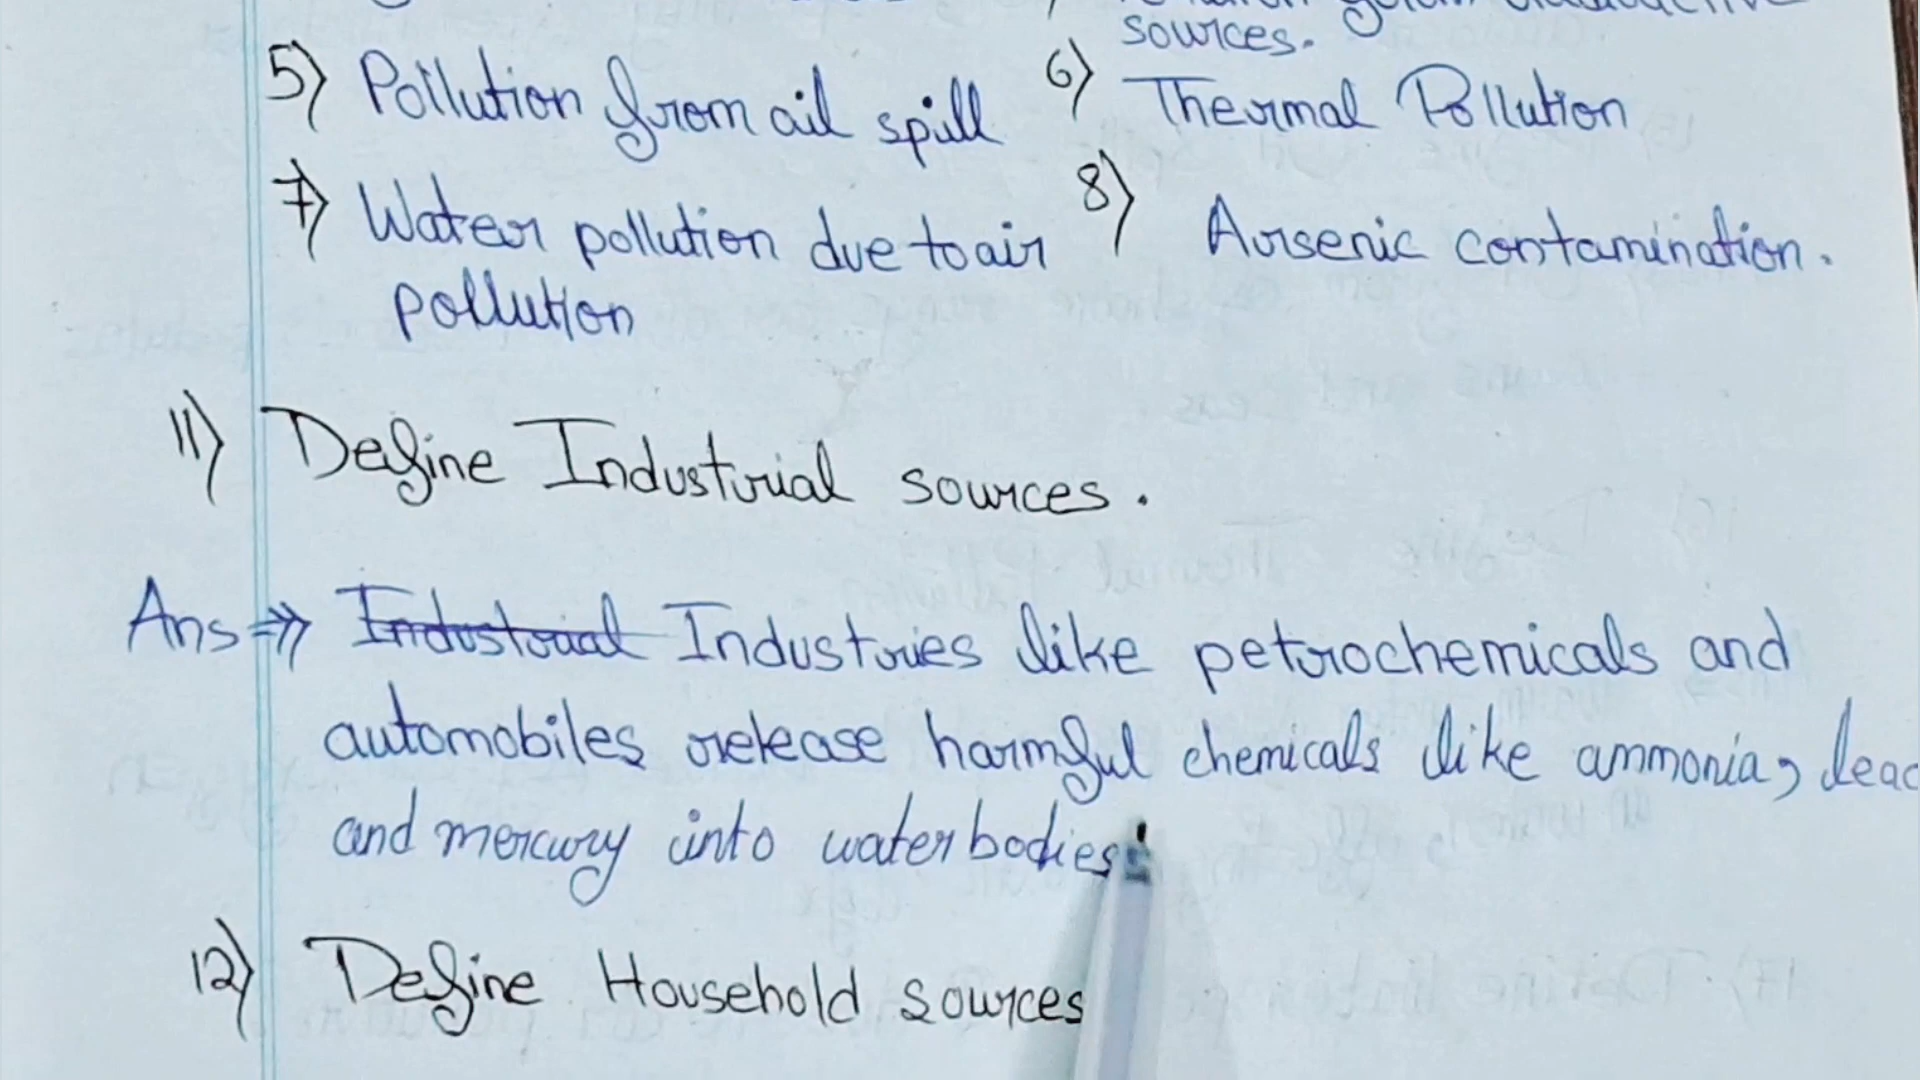 sources.
5) Pollution from oil spill 6) Thermal Pollution
7) Water pollution due to air 8) Arsenic contamination.
pollution
11) Define Industrial sources.
Ans ⇒ Industrial Industries like petrochemicals and
automobiles release harmful chemicals like ammonia, lead
and mercury into water bodies
12) Define Household sources